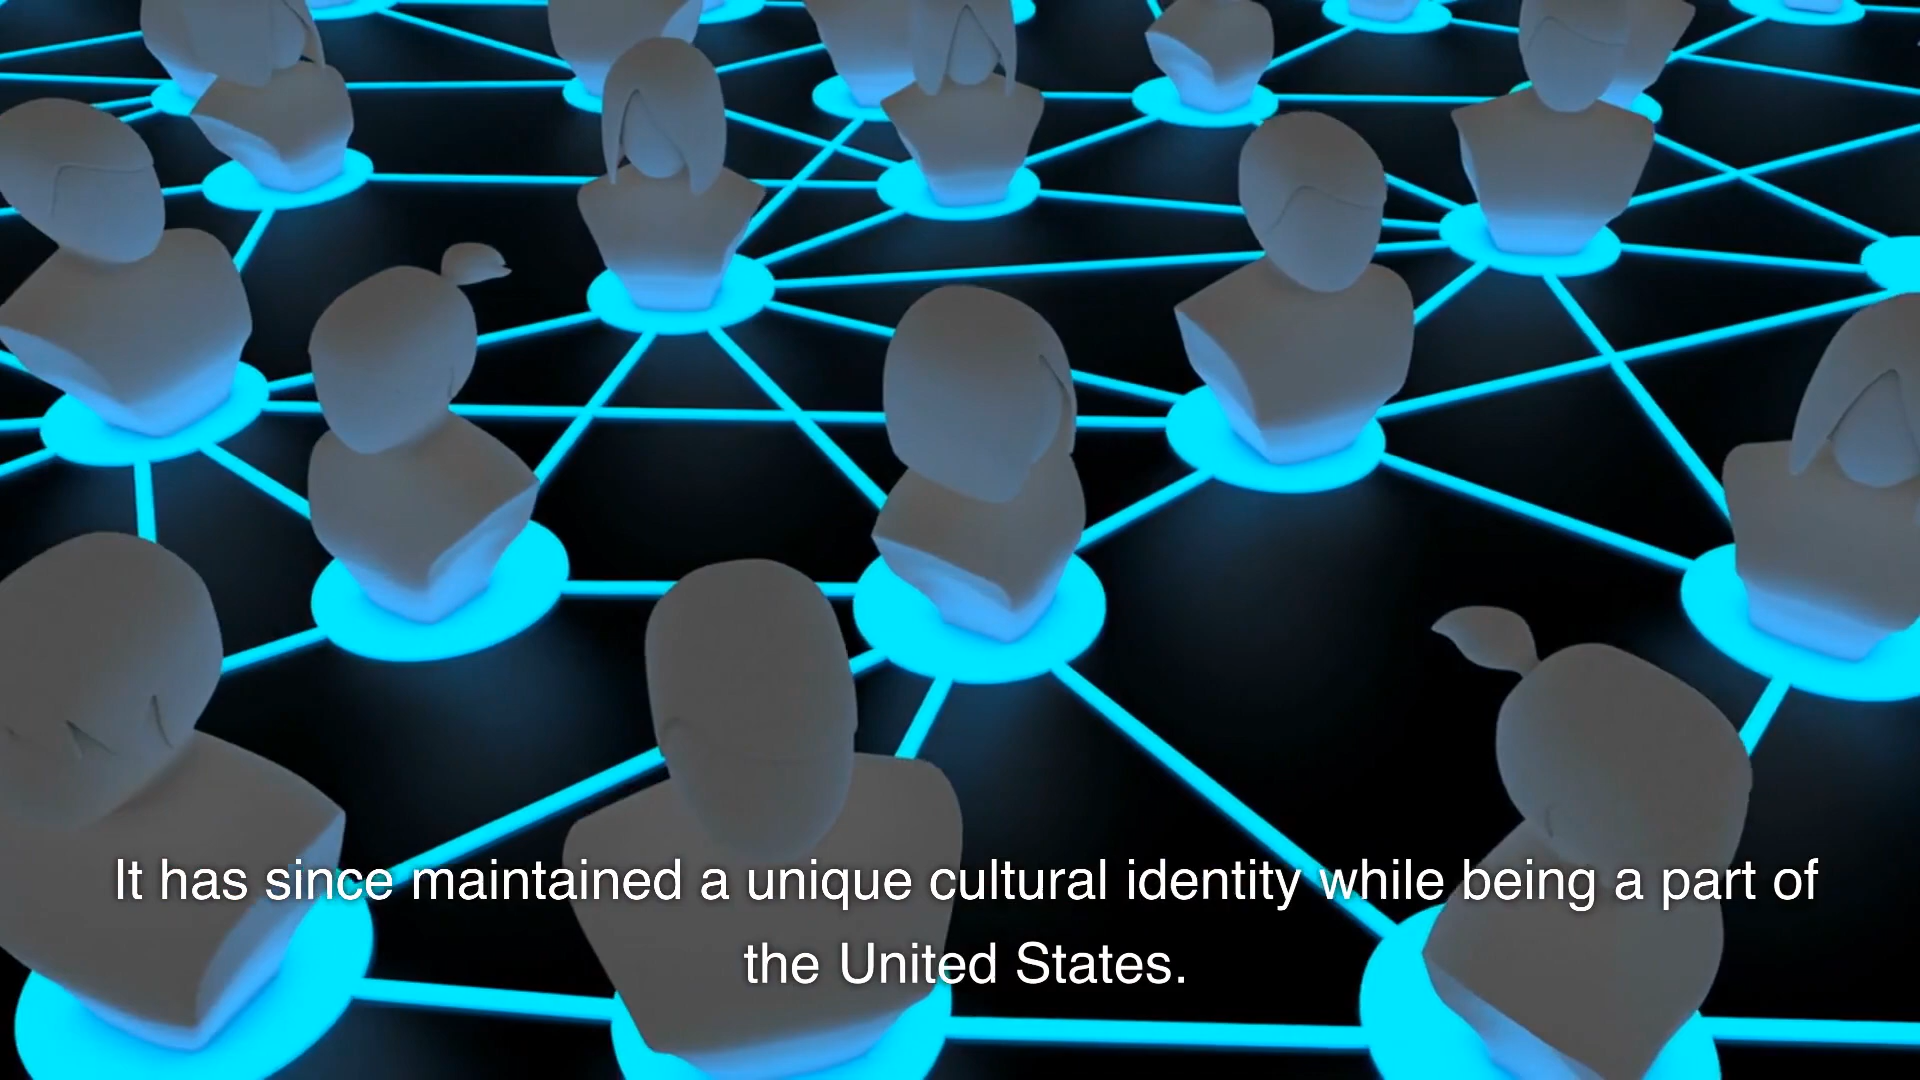 It has since maintained a unique cultural identity while being a part of
the United States.